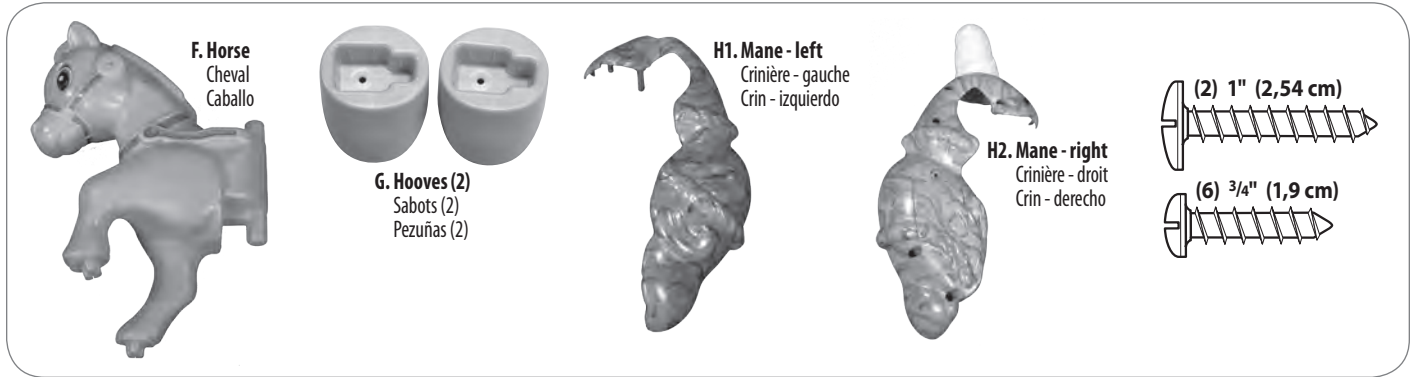 F. Horse
Cheval
Caballo
G. Hooves (2)
Sabots (2)
Pezuñas (2)
H1. Mane - left
Crinière - gauche
Crin - izquierdo
H2. Mane - right
Crinière - droit
Crin - derecho
(2) 1" (2,54 cm)
(6) 3/4" (1,9 cm)